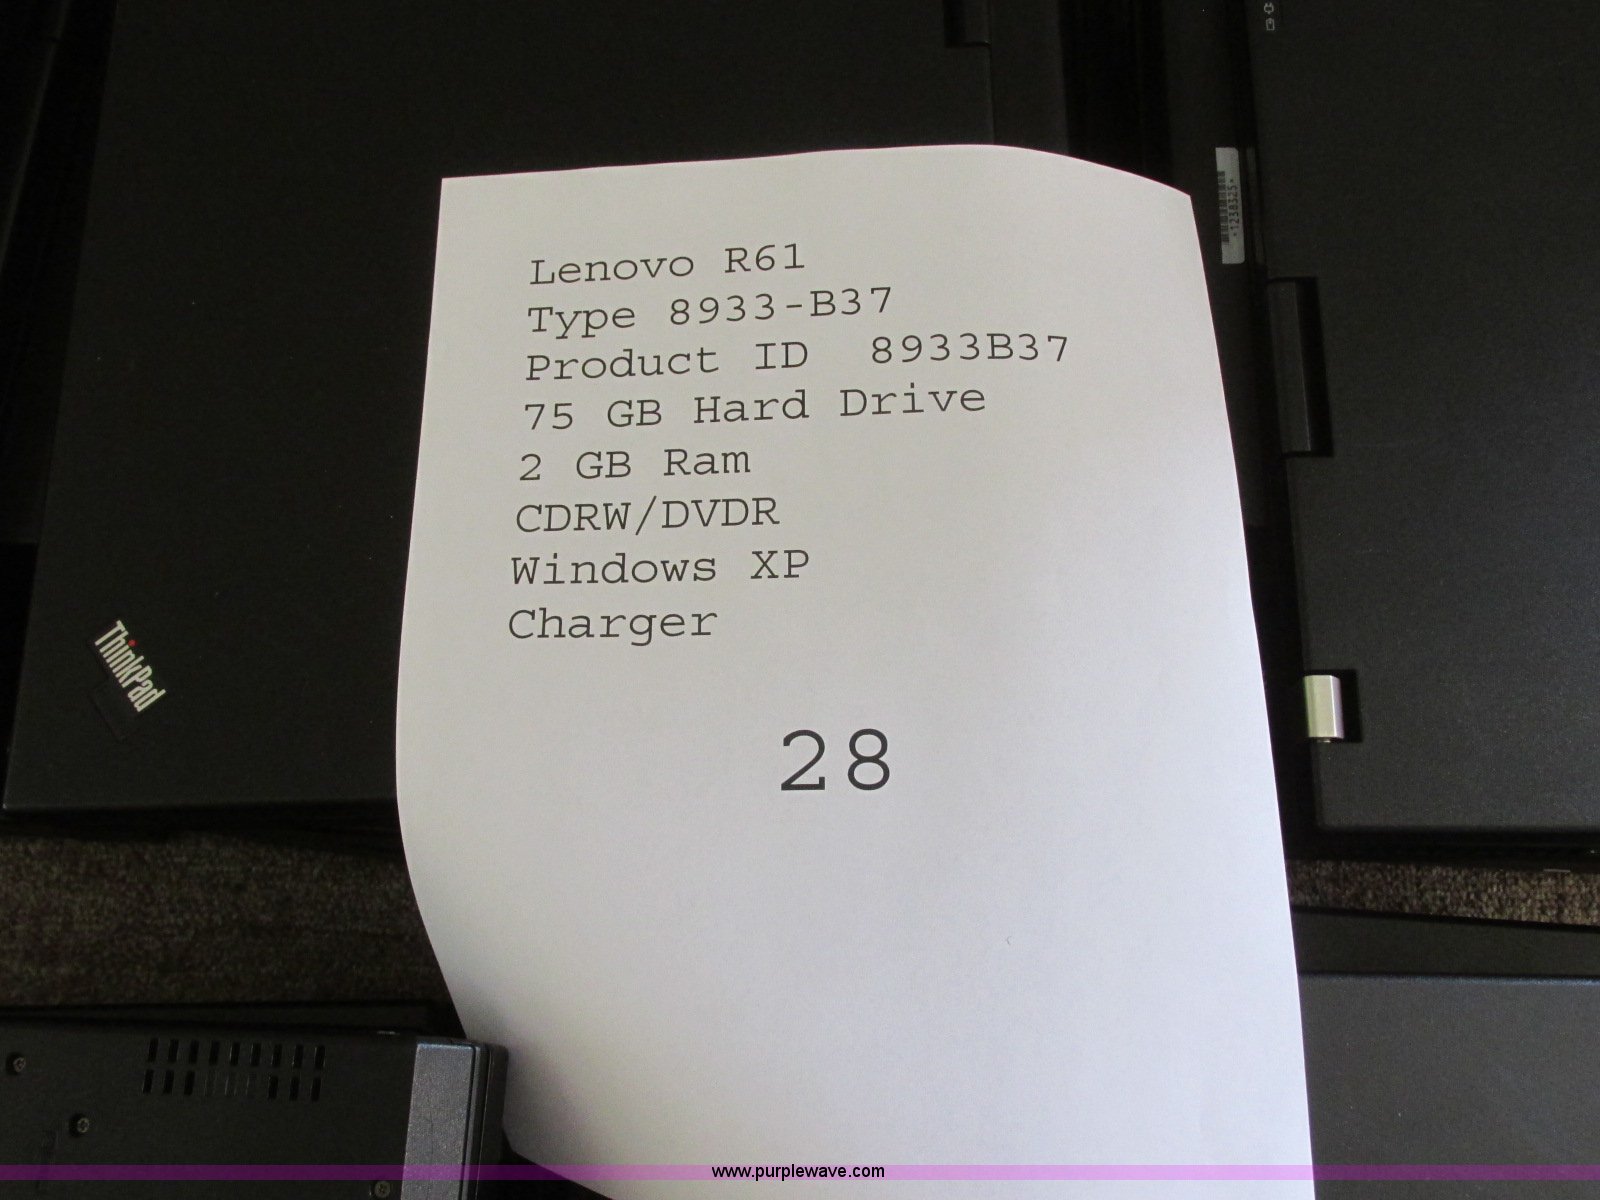 Lenovo R61
Type 8933-B37
Product ID  8933B37
75 GB Hard Drive
2 GB Ram
CDRW/DVDR
Windows XP
Charger
28
ThinkPad
www.purplewave.com